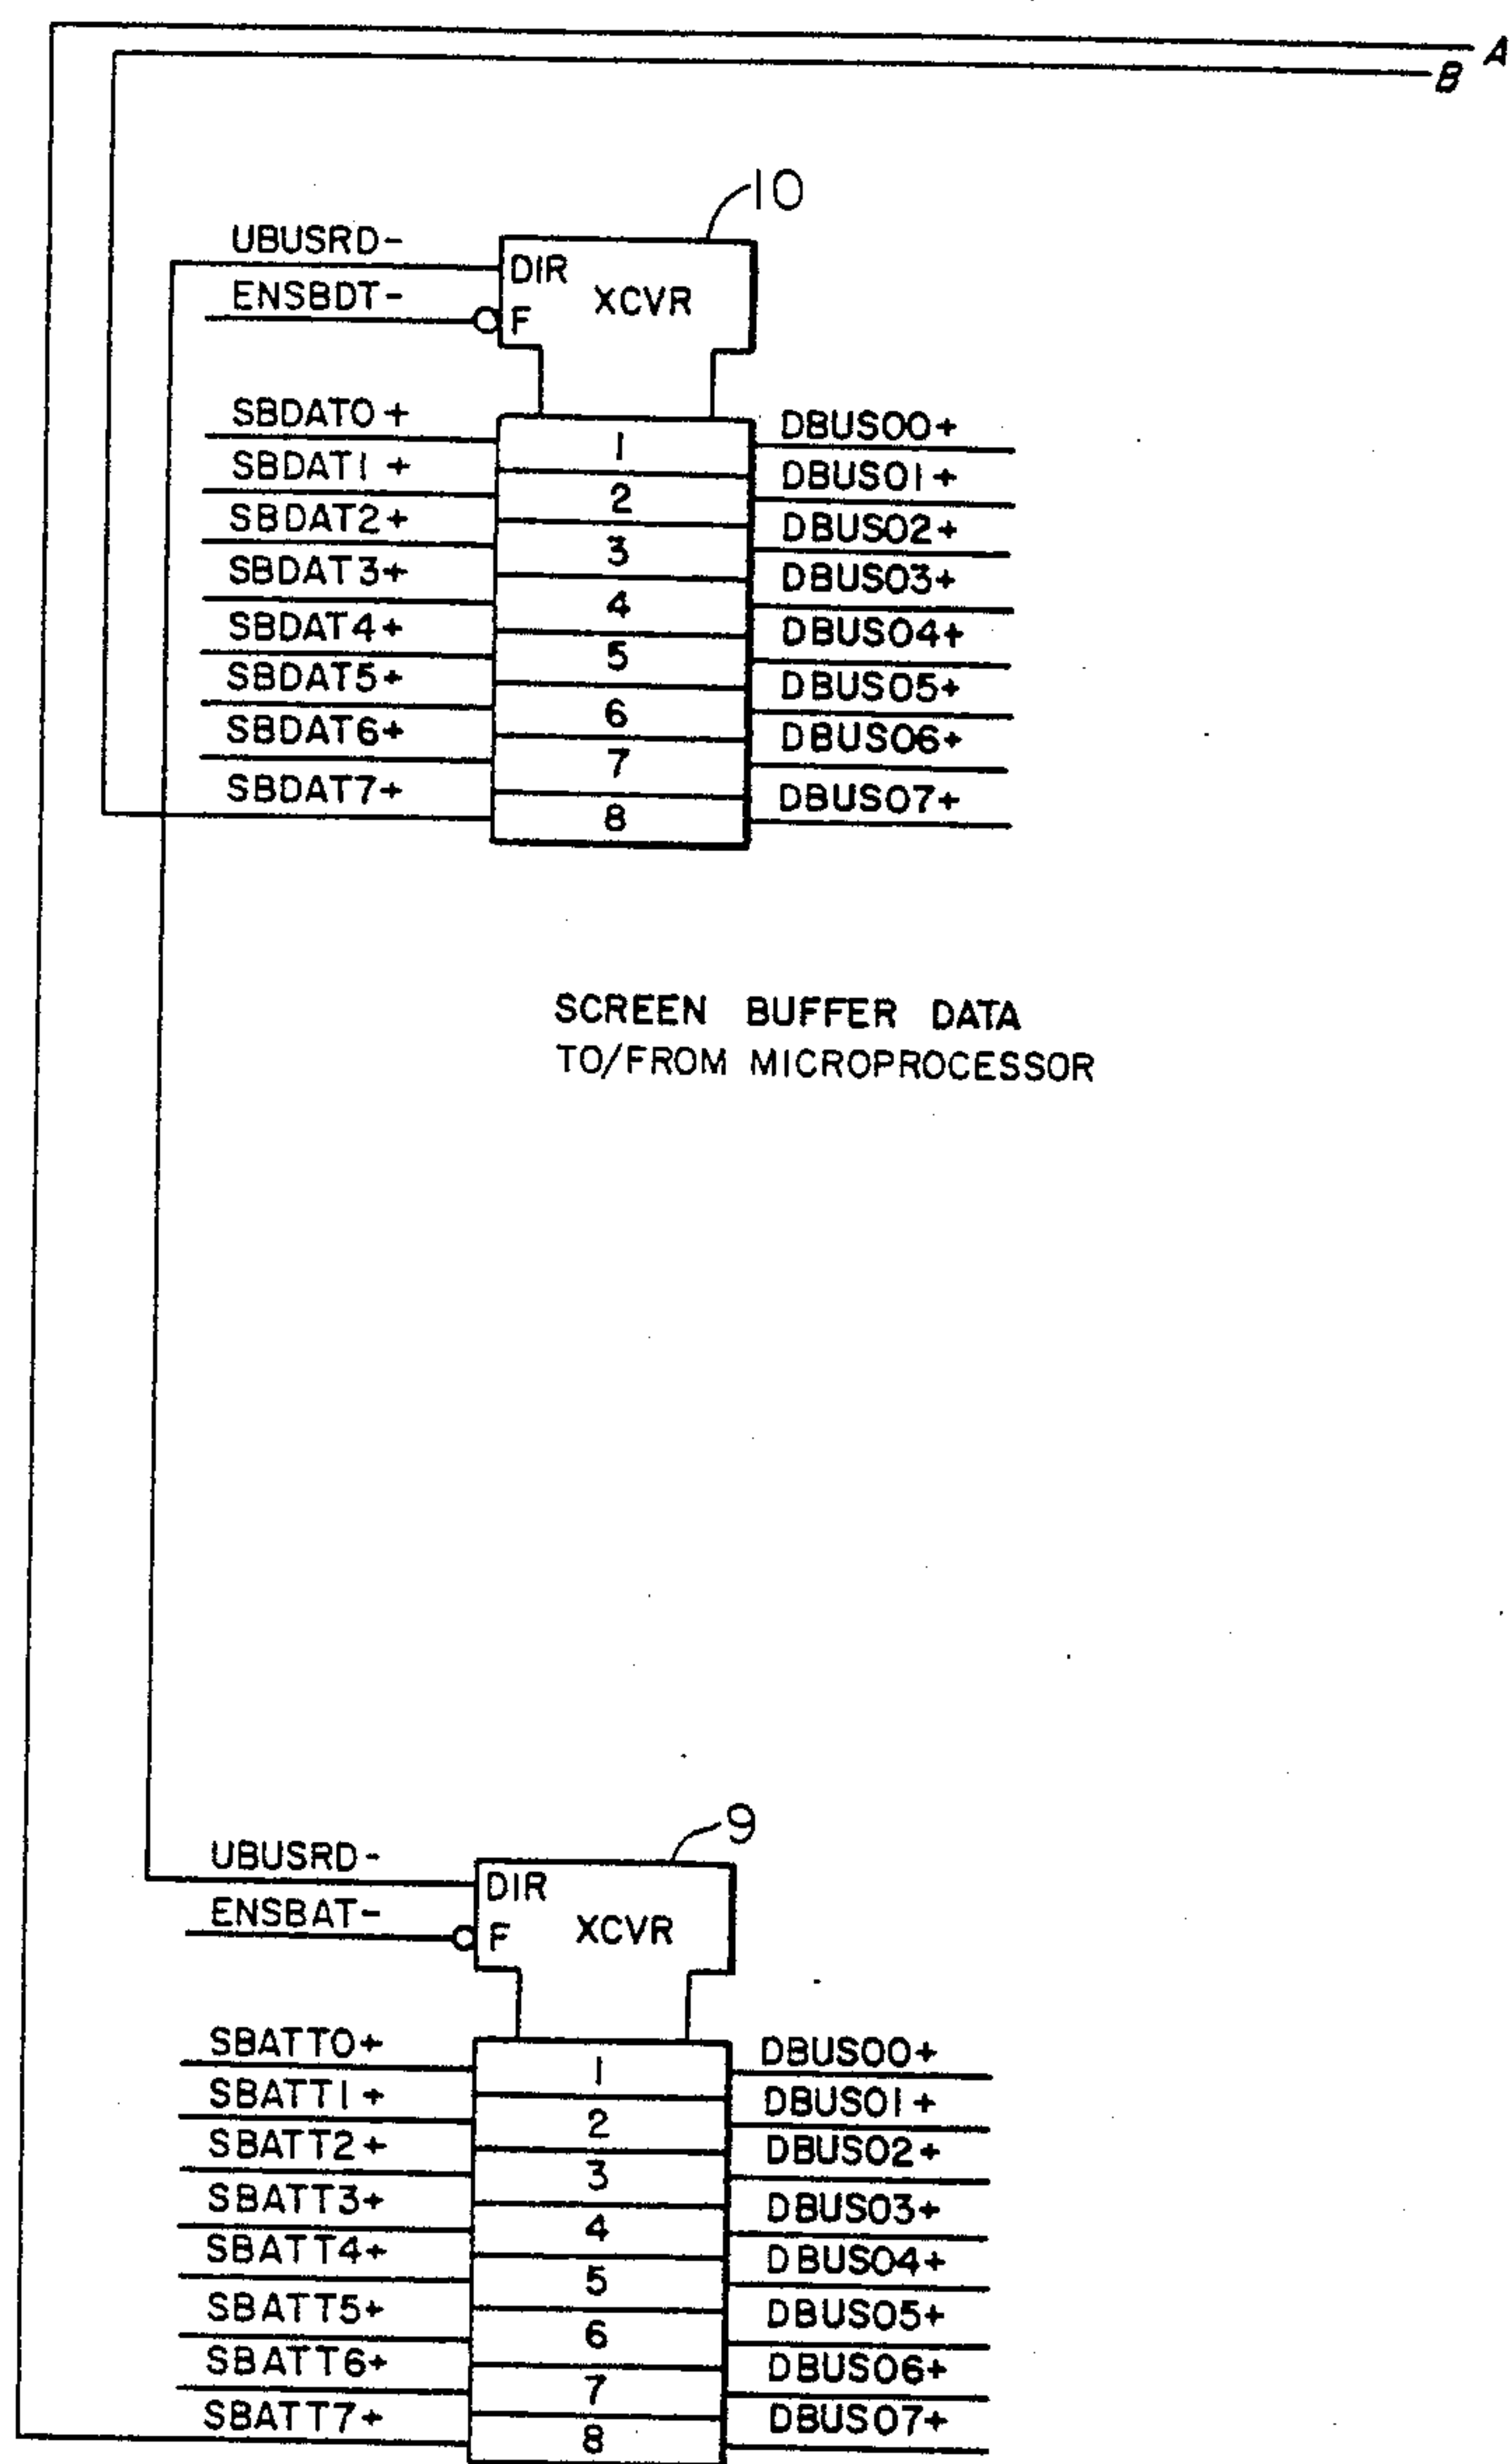 A
B
10
UBUSRD-
DIR
XCVR
ENSBDT-
F
SBDAT0+
1
DBUS00+
SBDAT1+
2
DBUS01+
SBDAT2+
3
DBUS02+
SBDAT3+
4
DBUS03+
SBDAT4+
5
DBUS04+
SBDAT5+
6
DBUS05+
SBDAT6+
7
DBUS06+
SBDAT7+
8
DBUS07+
SCREEN BUFFER DATA
TO/FROM MICROPROCESSOR
9
UBUSRD-
DIR
XCVR
ENSBAT-
F
SBATT0+
1
DBUS00+
SBATT1+
2
DBUS01+
SBATT2+
3
DBUS02+
SBATT3+
4
DBUS03+
SBATT4+
5
DBUS04+
SBATT5+
6
DBUS05+
SBATT6+
7
DBUS06+
SBATT7+
8
DBUS07+